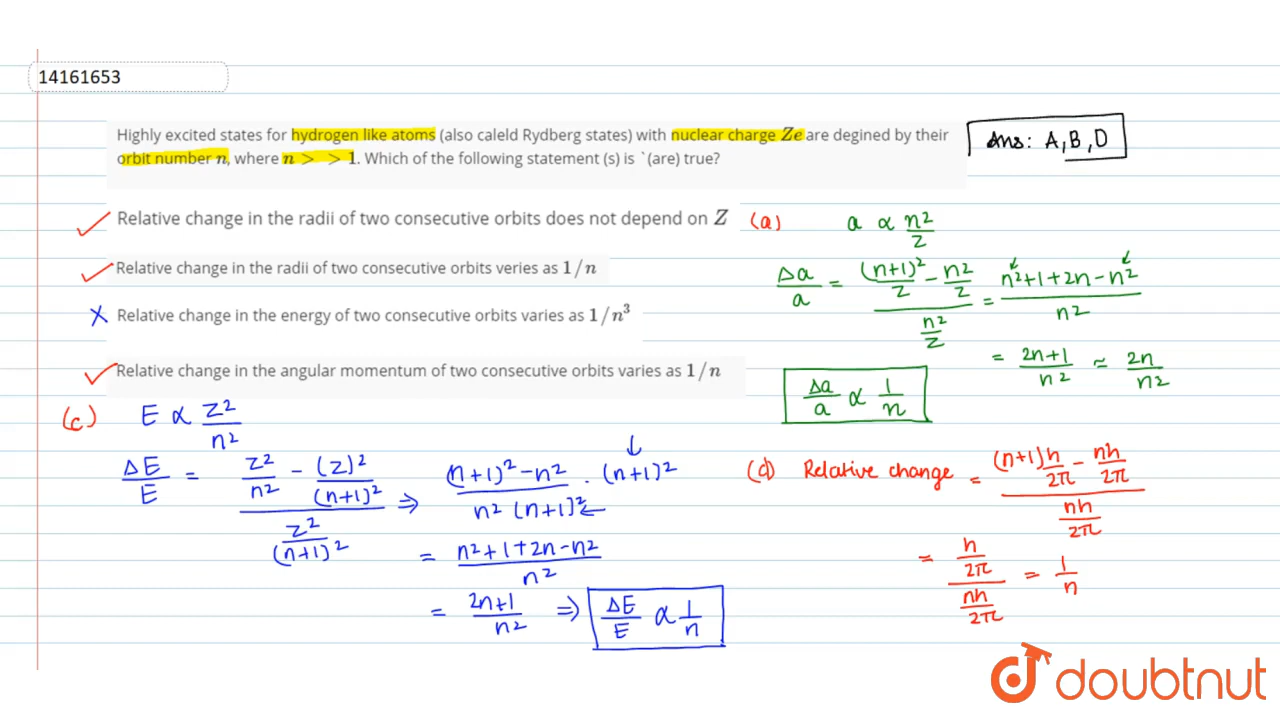 14161653
Highly excited states for hydrogen like atoms (also caleld Rydberg states) with nuclear charge Ze are degined by their
orbit number n, where n > > 1. Which of the following statement (s) is `(are) true?
Ans: A, B, D
Relative change in the radii of two consecutive orbits does not depend on Z
Relative change in the radii of two consecutive orbits veries as 1/n
Relative change in the energy of two consecutive orbits varies as 1/n³
Relative change in the angular momentum of two consecutive orbits varies as 1/n
(a) a ∝ n²/Z
Δa/a = ((n+1)²/Z − n²/Z)/(n²/Z) = (n²+1+2n−n²)/n²
= (2n+1)/n² ≈ 2n/n²
Δa/a ∝ 1/n
(c) E ∝ Z²/n²
ΔE/E = (Z²/n² − (Z)²/(n+1)²)/(Z²/(n+1)²) ⇒ ((n+1)²−n²)/(n²(n+1)²) · (n+1)²
= (n²+1+2n−n²)/n²
= (2n+1)/n² ⇒ ΔE/E ∝ 1/n
(d) Relative change = ((n+1)h/2π − nh/2π)/(nh/2π)
= (h/2π)/(nh/2π) = 1/n
doubtnut